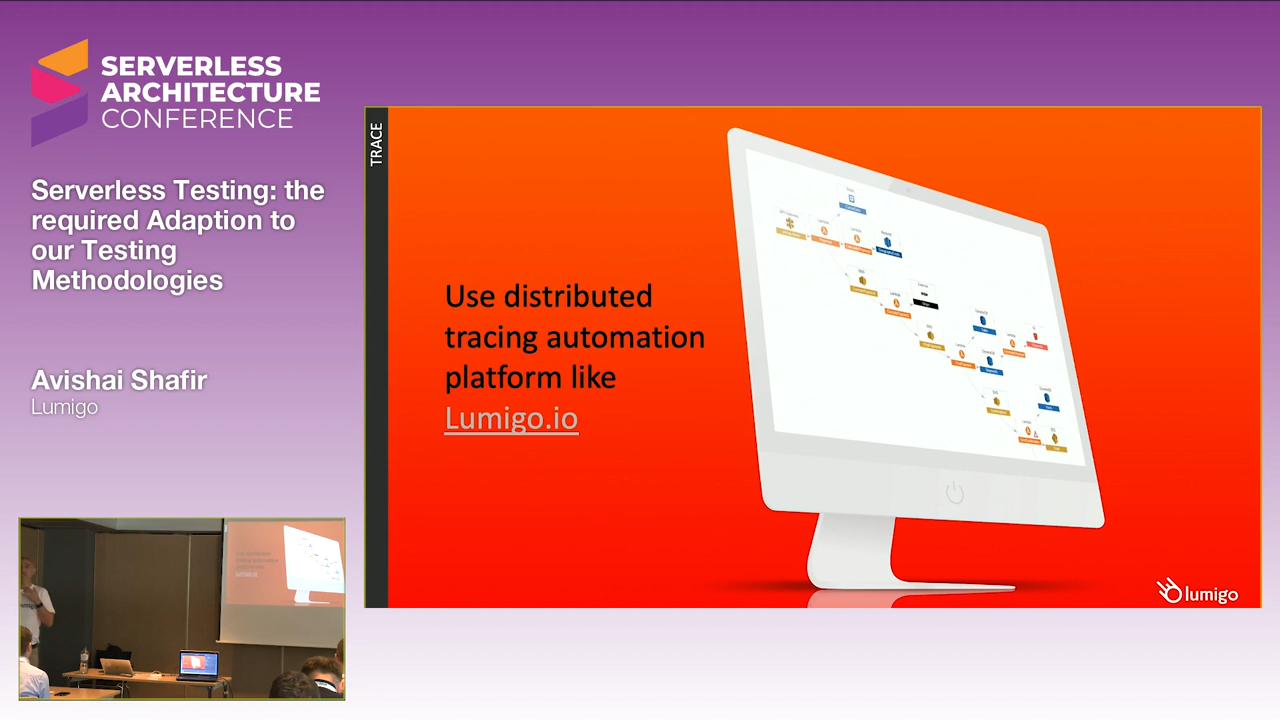 SERVERLESS
ARCHITECTURE
CONFERENCE
Serverless Testing: the
required Adaption to
our Testing
Methodologies
Avishai Shafir
Lumigo
TRACE
Use distributed
tracing automation
platform like
Lumigo.io
lumigo